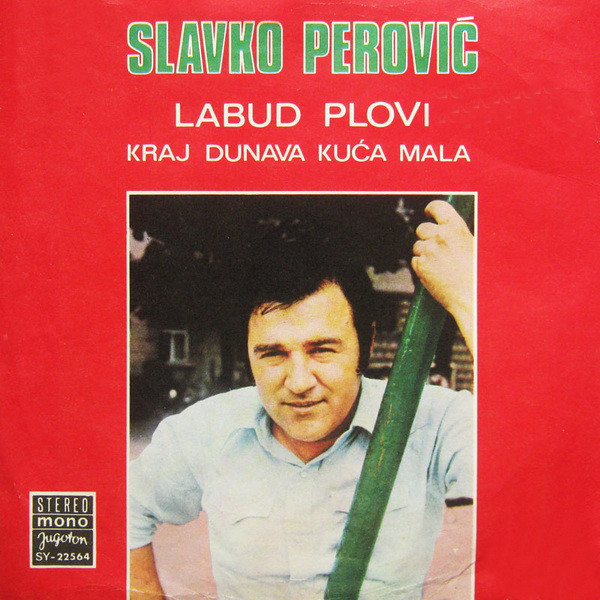 SLAVKO PEROVIĆ
LABUD PLOVI
KRAJ DUNAVA KUĆA MALA
STEREO
mono
Jugoton
SY-22564